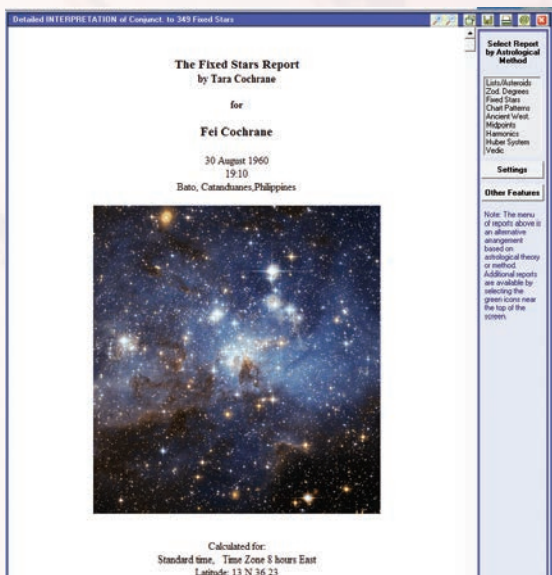 Detailed INTERPRETATION of Conjunct. to 349 Fixed Stars
The Fixed Stars Report
by Tara Cochrane
for
Fei Cochrane
30 August 1960
19:10
Bato, Catanduanes,Philippines
Calculated for:
Standard time, Time Zone 8 hours East
Latitude: 13 N 36 23
Select Report
by Astrological
Method
Lists/Asteroids
Zod. Degrees
Fixed Stars
Chart Patterns
Ancient West.
Midpoints
Harmonics
Huber System
Vedic
Settings
Other Features
Note: The menu
of reports above is
an alternative
arrangement
based on
astrological theory
or method.
Additional reports
are available by
selecting the
green icons near
the top of the
screen.